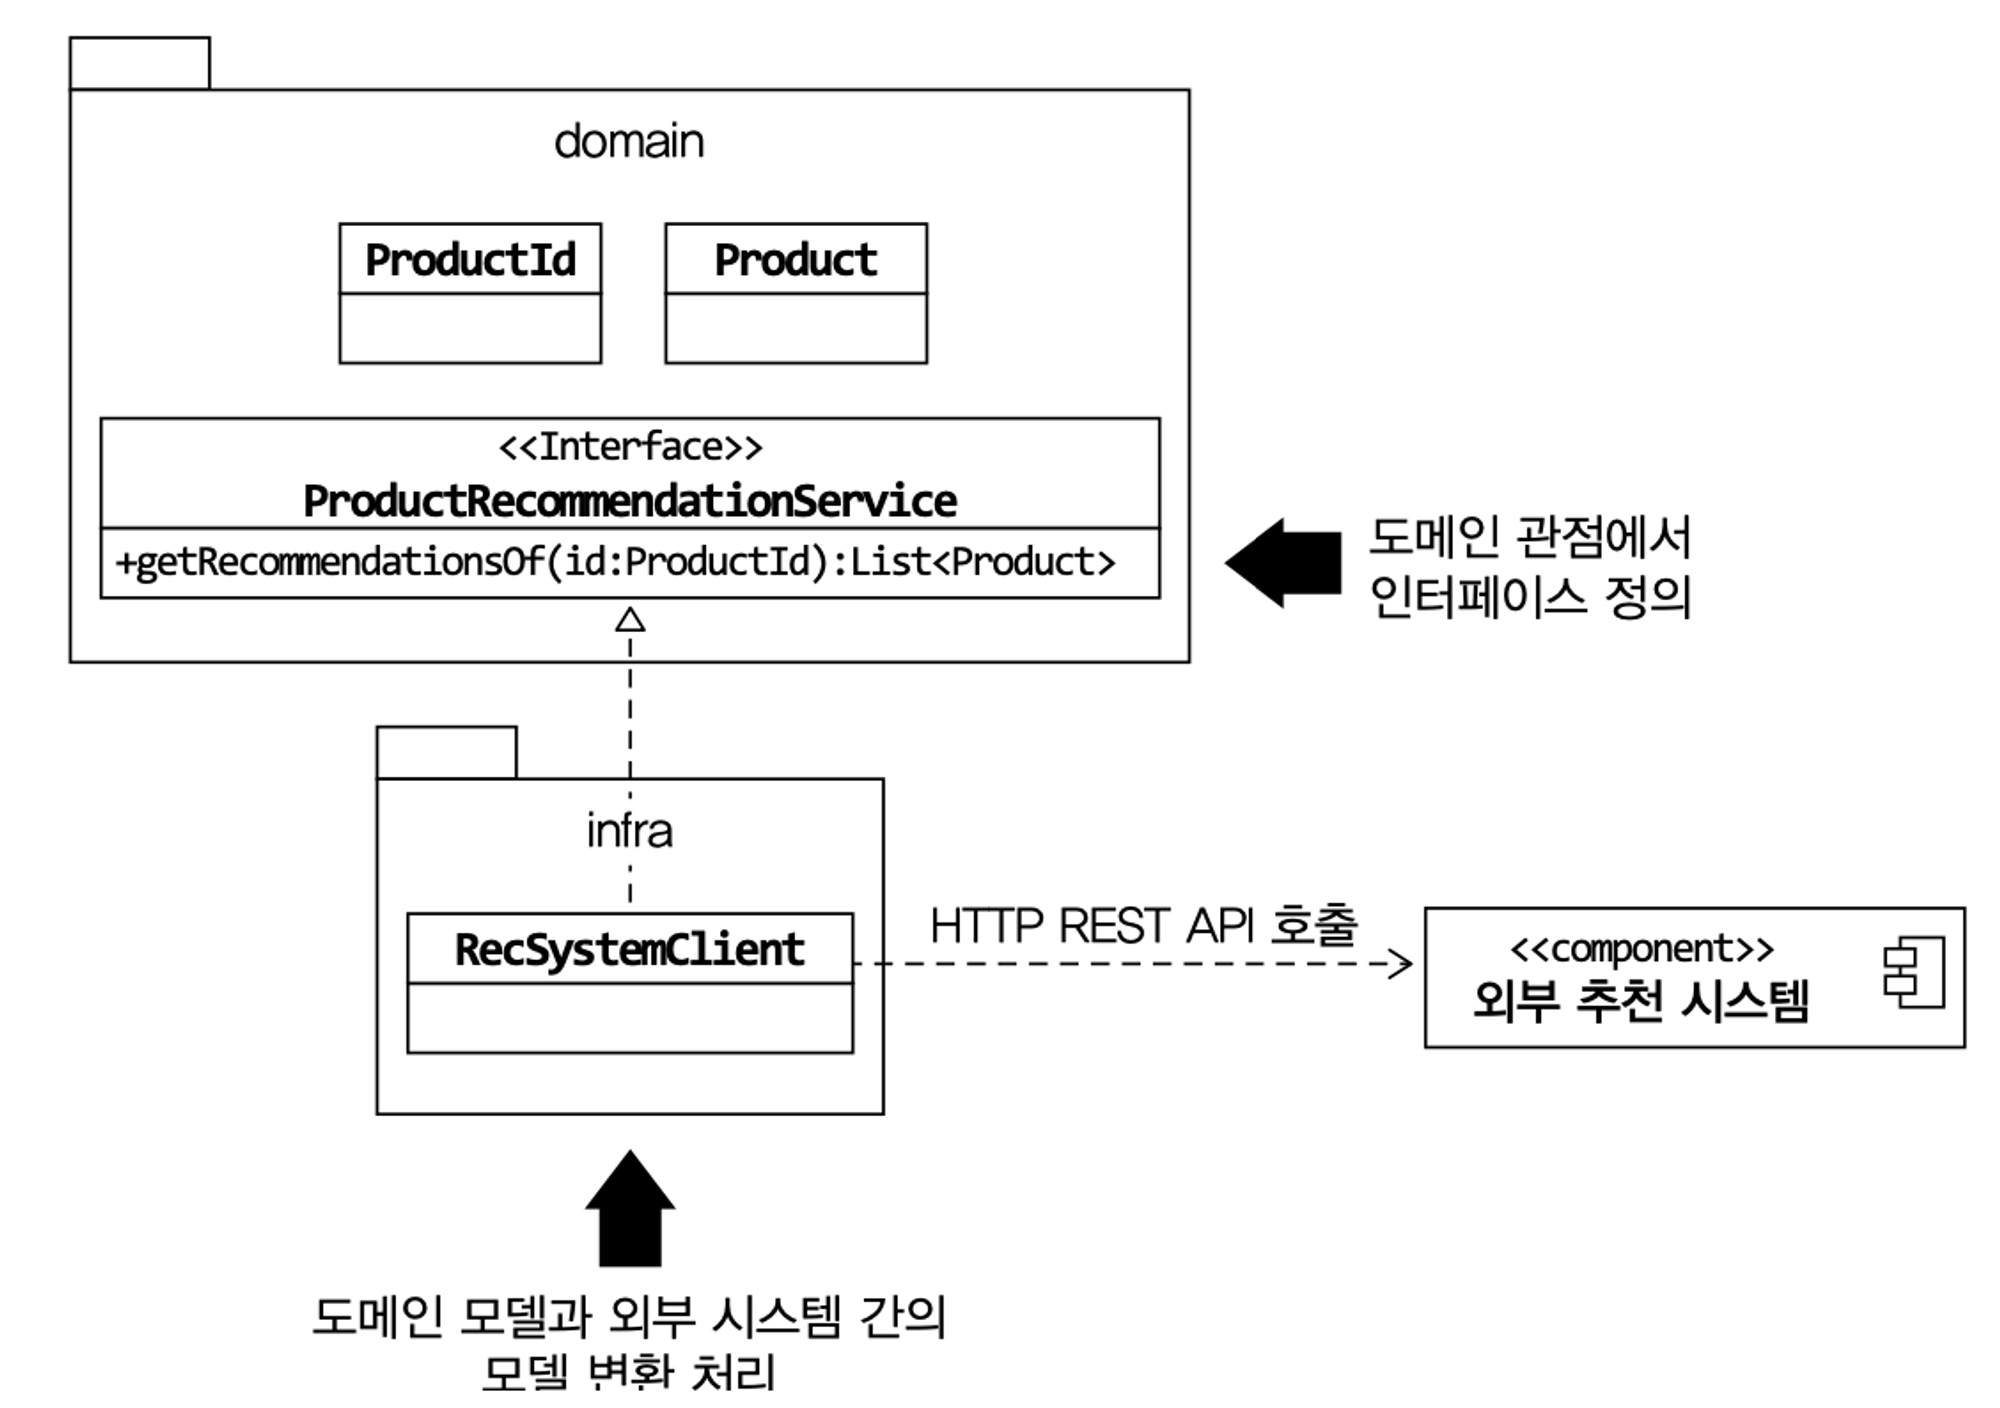 domain
ProductId
Product
<<Interface>>
ProductRecommendationService
+getRecommendationsOf(id:ProductId):List<Product>
도메인 관점에서
인터페이스 정의
infra
RecSystemClient
HTTP REST API 호출
<<component>>
외부 추천 시스템
도메인 모델과 외부 시스템 간의
모델 변환 처리